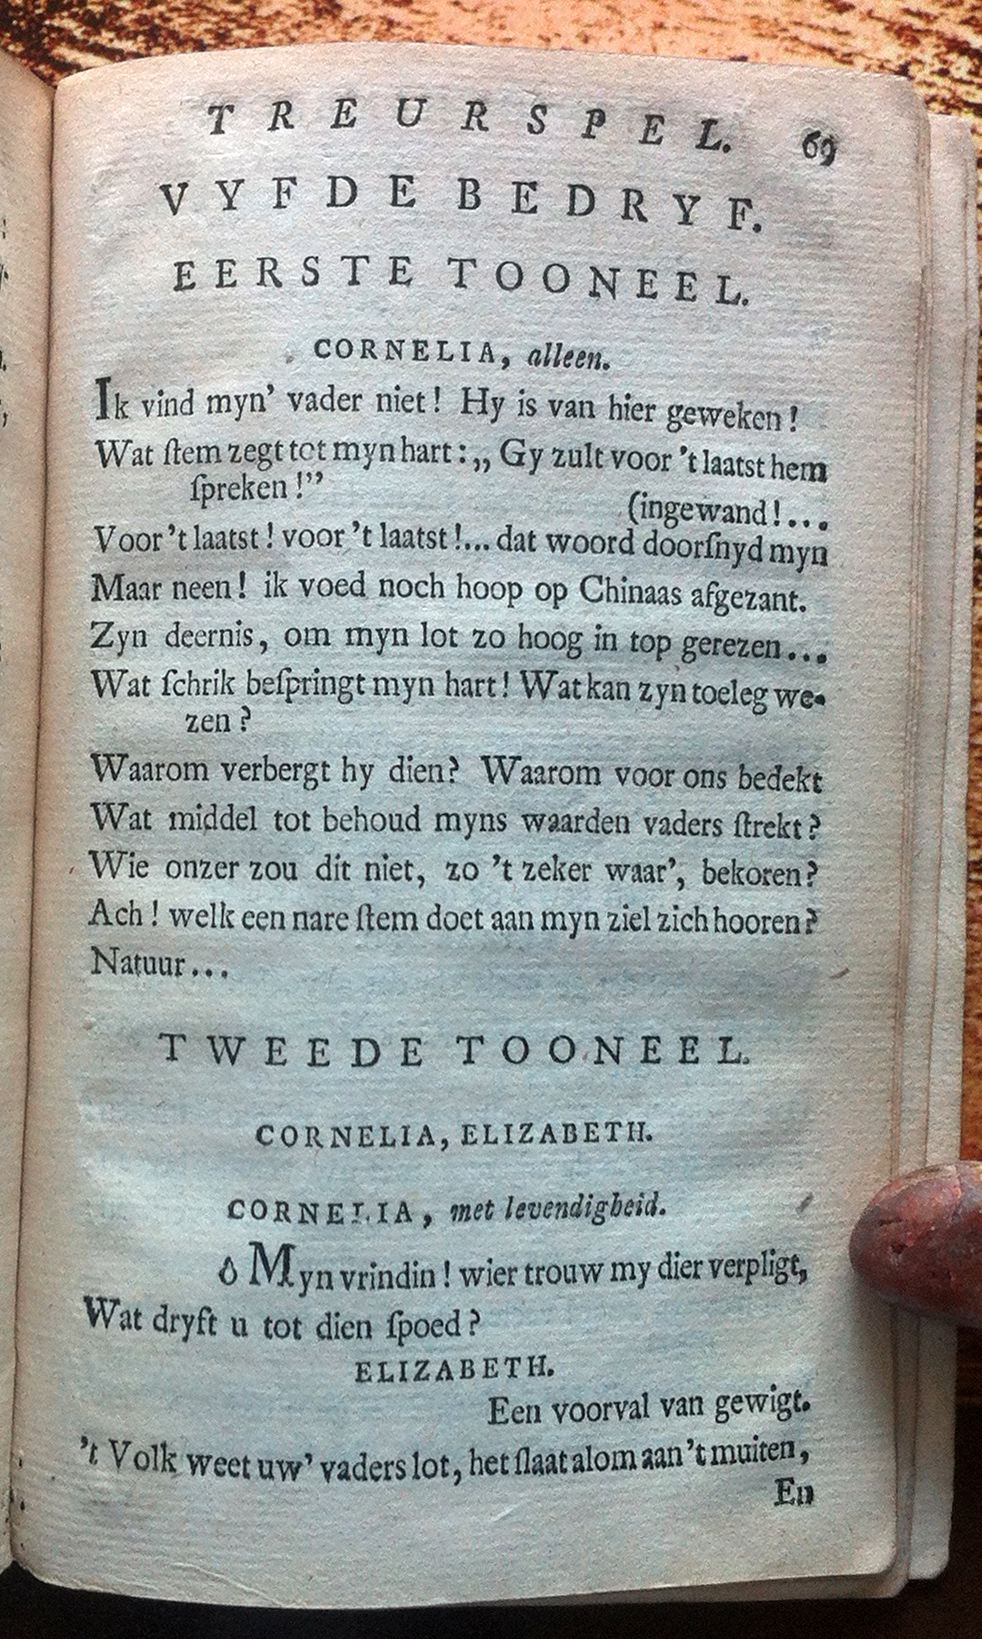 TREURSPEL. 69
VYFDE BEDRYF.
EERSTE TOONEEL.
CORNELIA, alleen.
Ik vind myn' vader niet! Hy is van hier geweken!
Wat ſtem zegt tot myn hart: „ Gy zult voor 't laatst hem
ſpreken!”
(ingewand!...
Voor 't laatst! voor 't laatst!... dat woord doorſnyd myn
Maar neen! ik voed noch hoop op Chinaas afgezant.
Zyn deernis, om myn lot zo hoog in top gerezen...
Wat ſchrik beſpringt myn hart! Wat kan zyn toeleg we-
zen?
Waarom verbergt hy dien? Waarom voor ons bedekt
Wat middel tot behoud myns waarden vaders ſtrekt?
Wie onzer zou dit niet, zo 't zeker waar', bekoren?
Ach! welk een nare ſtem doet aan myn ziel zich hooren?
Natuur...
TWEEDE TOONEEL.
CORNELIA, ELIZABETH.
CORNELIA, met levendigheid.
ô Myn vrindin! wier trouw my dier verpligt,
Wat dryft u tot dien ſpoed?
ELIZABETH.
Een voorval van gewigt.
't Volk weet uw' vaders lot, het ſlaat alom aan 't muiten,
En